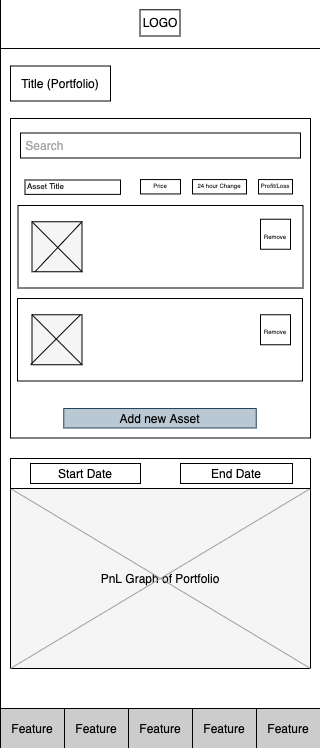 LOGO
Title (Portfolio)
Search
Asset Title Price 24 hour Change Profit/Loss
Remove
Remove
Add new Asset
Start Date End Date
PnL Graph of Portfolio
Feature Feature Feature Feature Feature